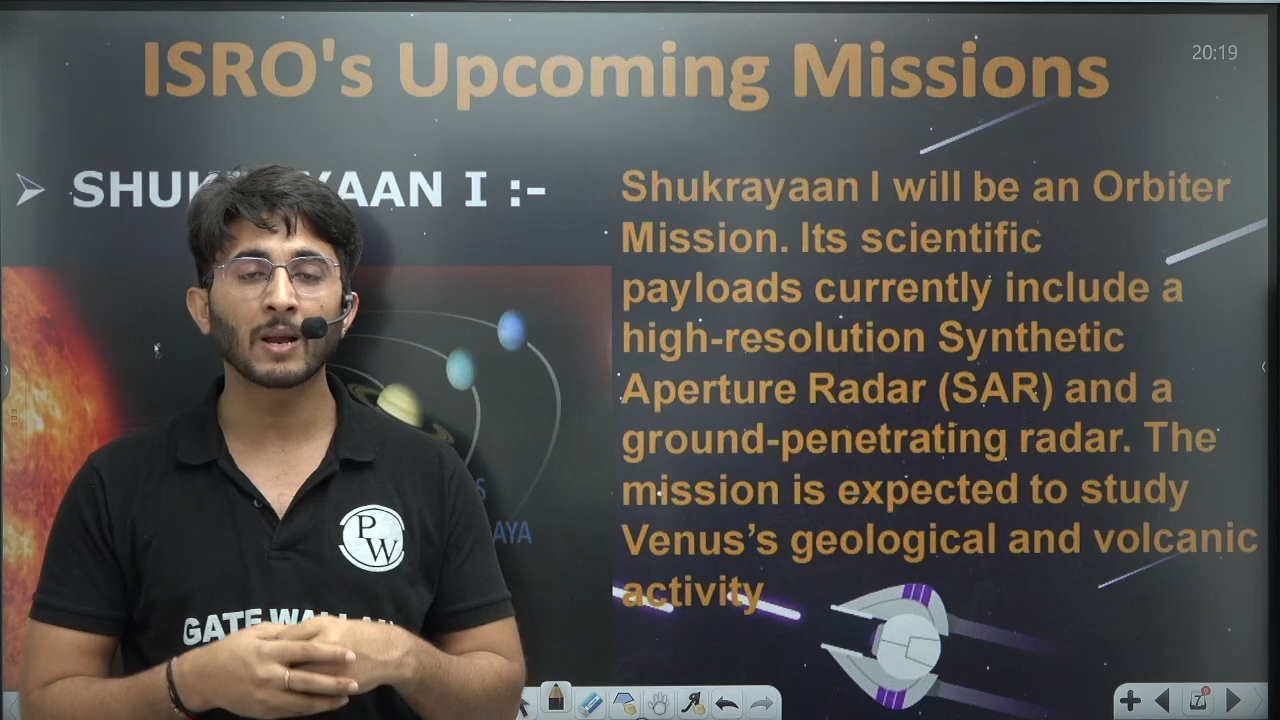 ISRO's Upcoming Missions
20:19
I :-
Shukrayaan I will be an Orbiter
Mission. Its scientific
payloads currently include a
high-resolution Synthetic
Aperture Radar (SAR) and a
ground-penetrating radar. The
mission is expected to study
Venus’s geological and volcanic
activity
P
W
GATE
7